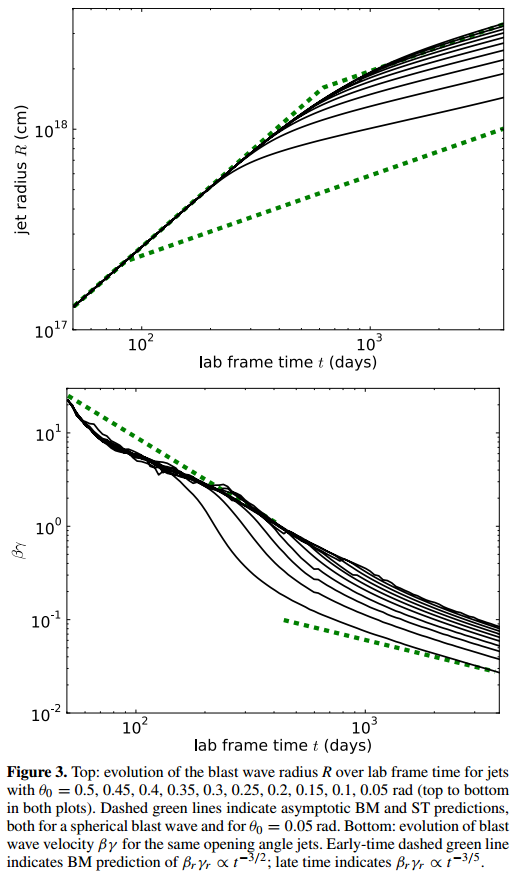 10^18
10^17
jet radius R (cm)
10^2
10^3
lab frame time t (days)
10^1
10^0
10^-1
10^-2
βγ
10^2
10^3
lab frame time t (days)
Figure 3. Top: evolution of the blast wave radius R over lab frame time for jets
with θ₀ = 0.5, 0.45, 0.4, 0.35, 0.3, 0.25, 0.2, 0.15, 0.1, 0.05 rad (top to bottom
in both plots). Dashed green lines indicate asymptotic BM and ST predictions,
both for a spherical blast wave and for θ₀ = 0.05 rad. Bottom: evolution of blast
wave velocity βγ for the same opening angle jets. Early-time dashed green line
indicates BM prediction of βᵣγᵣ ∝ t^−3/2; late time indicates βᵣγᵣ ∝ t^−3/5.